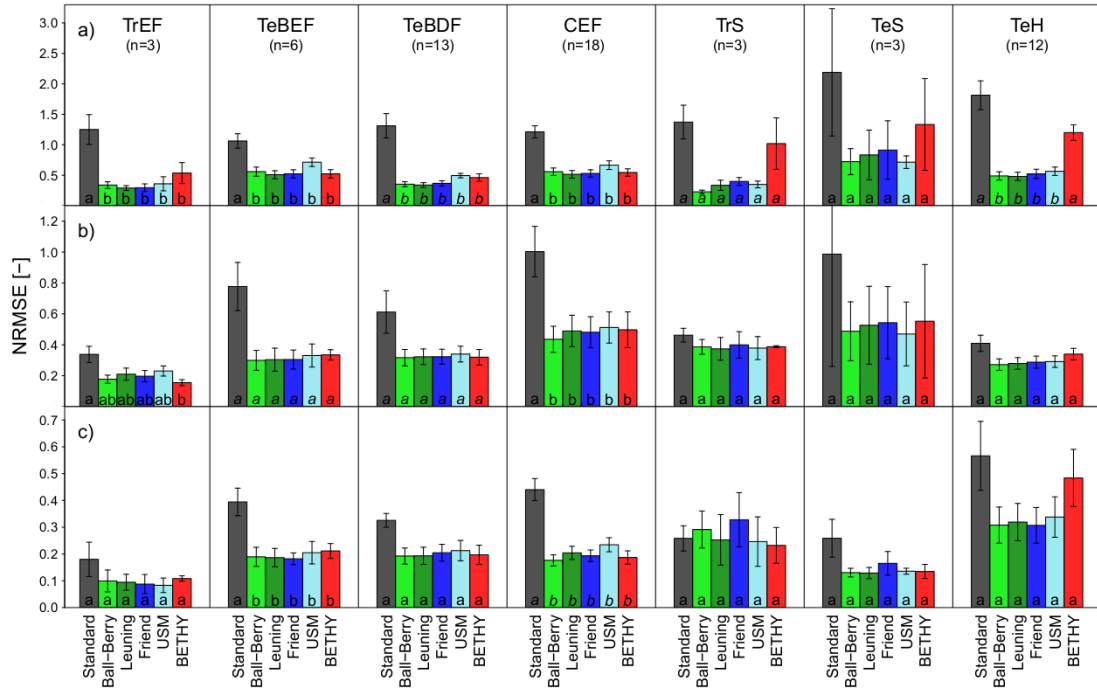 TrEF TeBEF TeBDF CEF TrS TeS TeH
(n=3) (n=6) (n=13) (n=18) (n=3) (n=3) (n=12)
a)
3.0
2.5
2.0
1.5
1.0
0.5
0.0
a b b b b b a b b b b b a b b b b b a b b b b b a a a a a a a a a a a a a b b b b a
b)
1.2
1.0
0.8
0.6
0.4
0.2
a ab ab ab ab b a a a a a a a a a a a a a b b b b b a a a a a a a a a a a a a a a a a a
c)
0.7
0.6
0.5
0.4
0.3
0.2
0.1
0.0
a a a a a a a b b b b b a a a a a a a b b b b b a a a a a a a a a a a a a a a a a a
NRMSE [−]
Standard Ball−Berry Leuning Friend USM BETHY Standard Ball−Berry Leuning Friend USM BETHY Standard Ball−Berry Leuning Friend USM BETHY Standard Ball−Berry Leuning Friend USM BETHY Standard Ball−Berry Leuning Friend USM BETHY Standard Ball−Berry Leuning Friend USM BETHY Standard Ball−Berry Leuning Friend USM BETHY